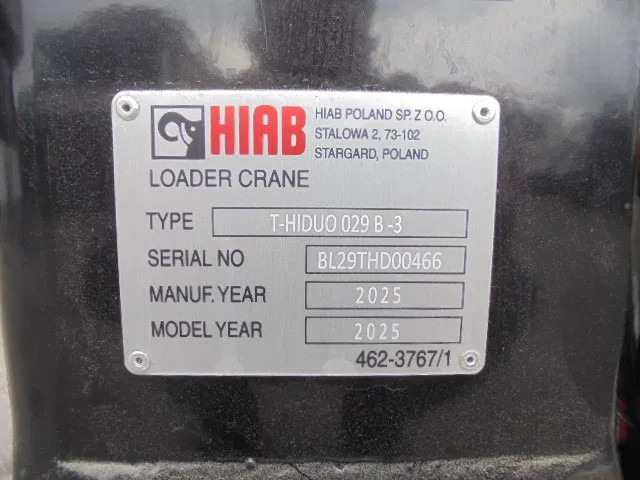 HIAB
HIAB POLAND SP. Z O.O.
STALOWA 2, 73-102
STARGARD, POLAND
LOADER CRANE
TYPE T-HIDUO 029 B -3
SERIAL NO BL29THD00466
MANUF. YEAR 2025
MODEL YEAR 2025
462-3767/1